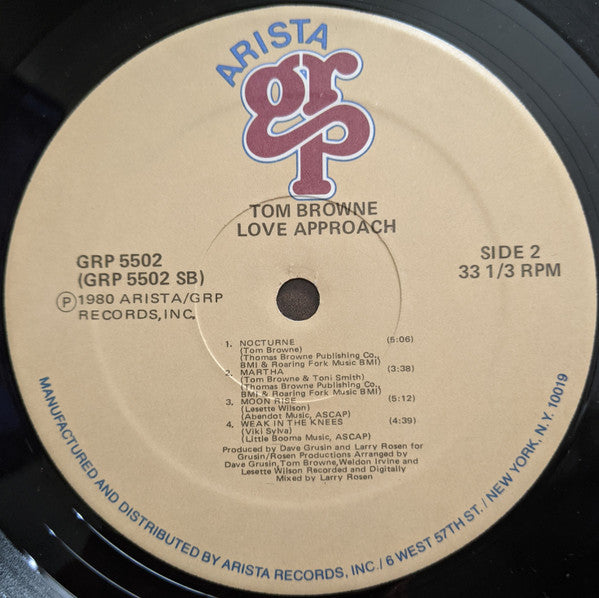 ARISTA
grp
TOM BROWNE
LOVE APPROACH
GRP 5502
(GRP 5502 SB)
Ⓟ1980 ARISTA/GRP
RECORDS, INC.
SIDE 2
33 1/3 RPM
1. NOCTURNE (5:06)
(Tom Browne)
(Thomas Browne Publishing Co.,
BMI & Roaring Fork Music BMI)
2. MARTHA (3:38)
(Tom Browne & Toni Smith)
(Thomas Browne Publishing Co.,
BMI & Roaring Fork Music BMI)
3. MOON RISE (5:12)
(Lesette Wilson)
(Abendot Music, ASCAP)
4. WEAK IN THE KNEES (4:39)
(Viki Sylva)
(Little Booma Music, ASCAP)
Produced by Dave Grusin and Larry Rosen for
Grusin/Rosen Productions Arranged by
Dave Grusin, Tom Browne, Weldon Irvine and
Lesette Wilson Recorded and Digitally
Mixed by Larry Rosen
MANUFACTURED AND DISTRIBUTED BY ARISTA RECORDS, INC./6 WEST 57TH ST./NEW YORK, N.Y. 10019